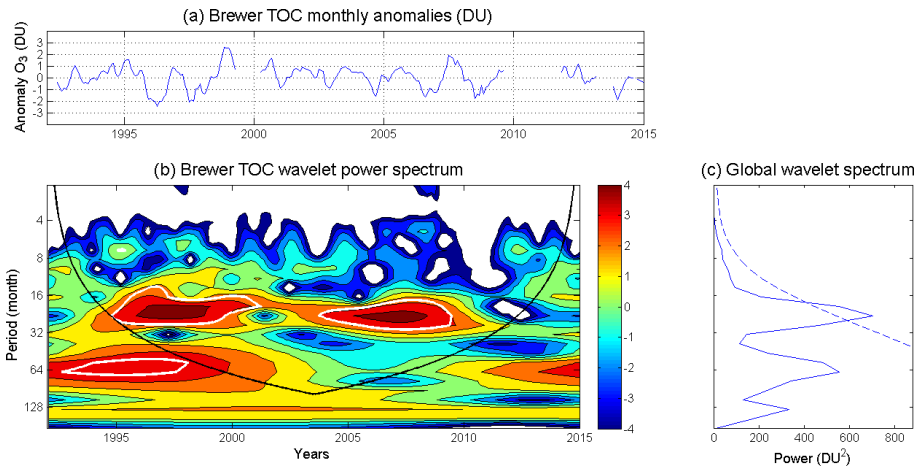 (a) Brewer TOC monthly anomalies (DU)
Anomaly O3 (DU)
3
2
1
0
-1
-2
-3
1995 2000 2005 2010 2015
(b) Brewer TOC wavelet power spectrum
Period (month)
4
8
16
32
64
128
1995 2000 2005 2010 2015
Years
4
3
2
1
0
-1
-2
-3
-4
(c) Global wavelet spectrum
0 200 400 600 800
Power (DU²)